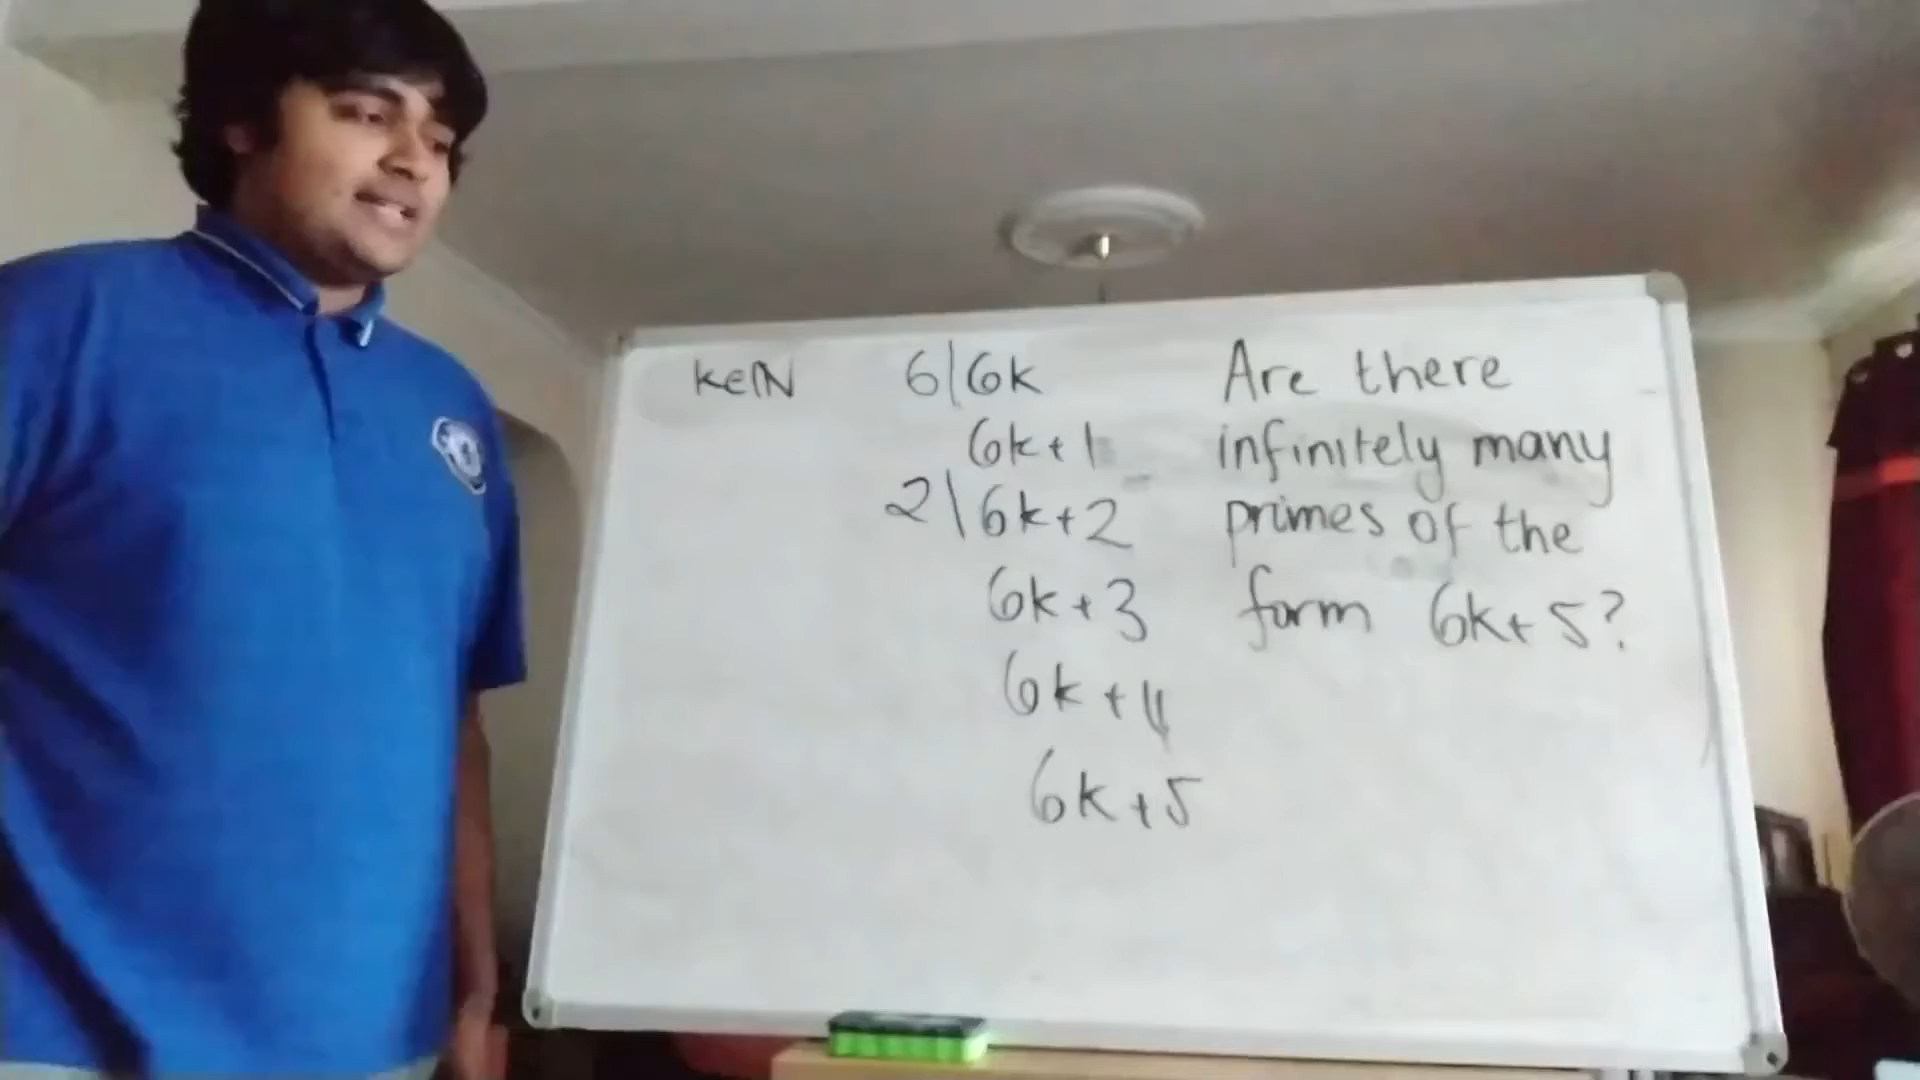 k∈ℕ
6|6k
6k+1
2|6k+2
6k+3
6k+4
6k+5
Are there
infinitely many
primes of the
form 6k+5?